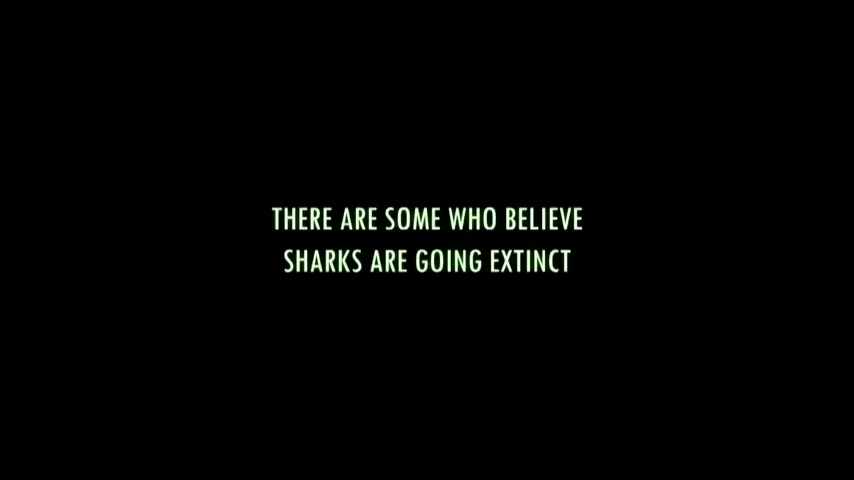 THERE ARE SOME WHO BELIEVE
SHARKS ARE GOING EXTINCT